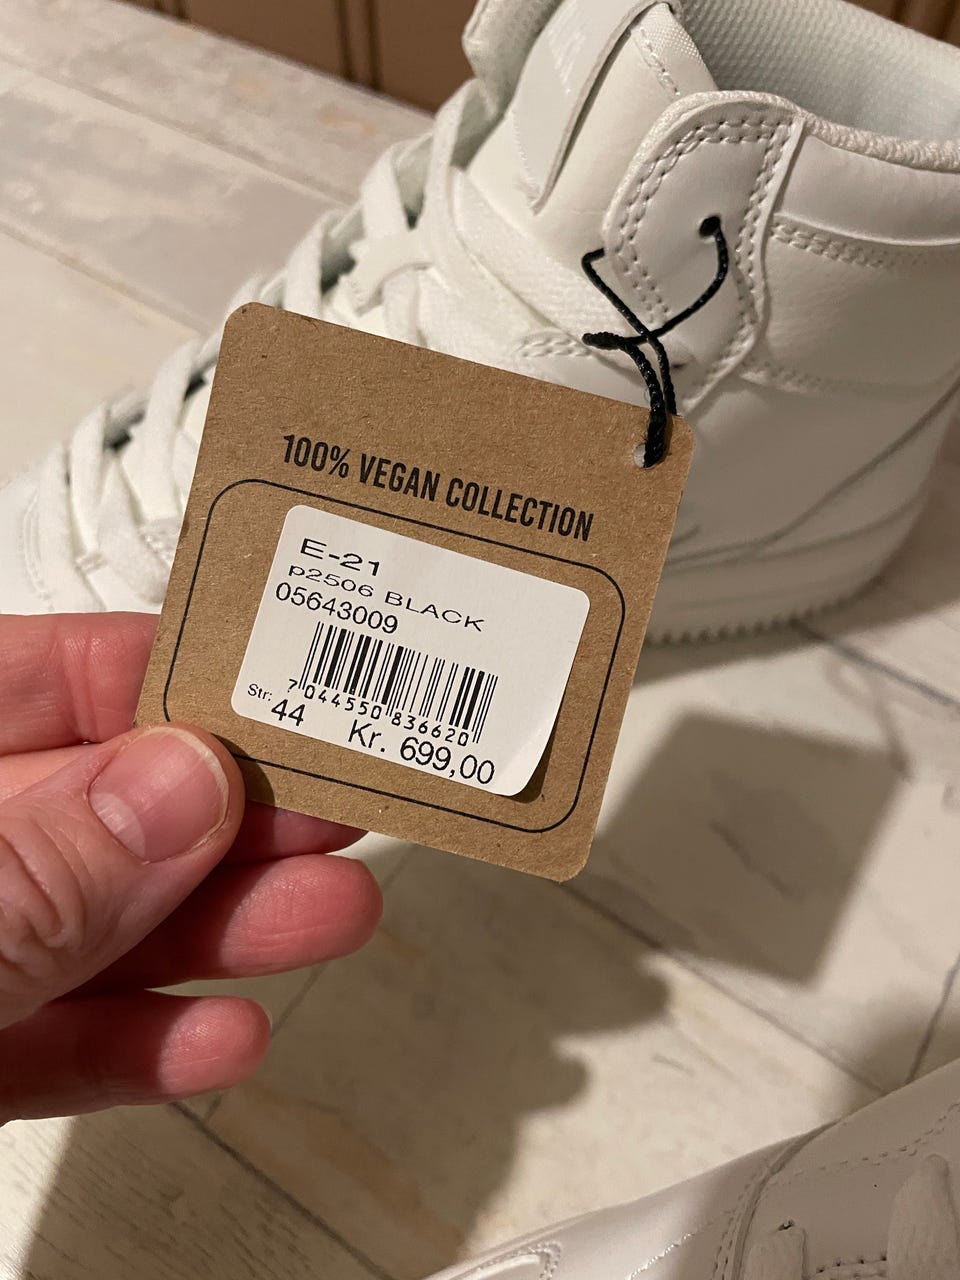 100% VEGAN COLLECTION
E-21
p2506 BLACK
05643009
7 044550 836620
Str: 44 Kr. 699,00